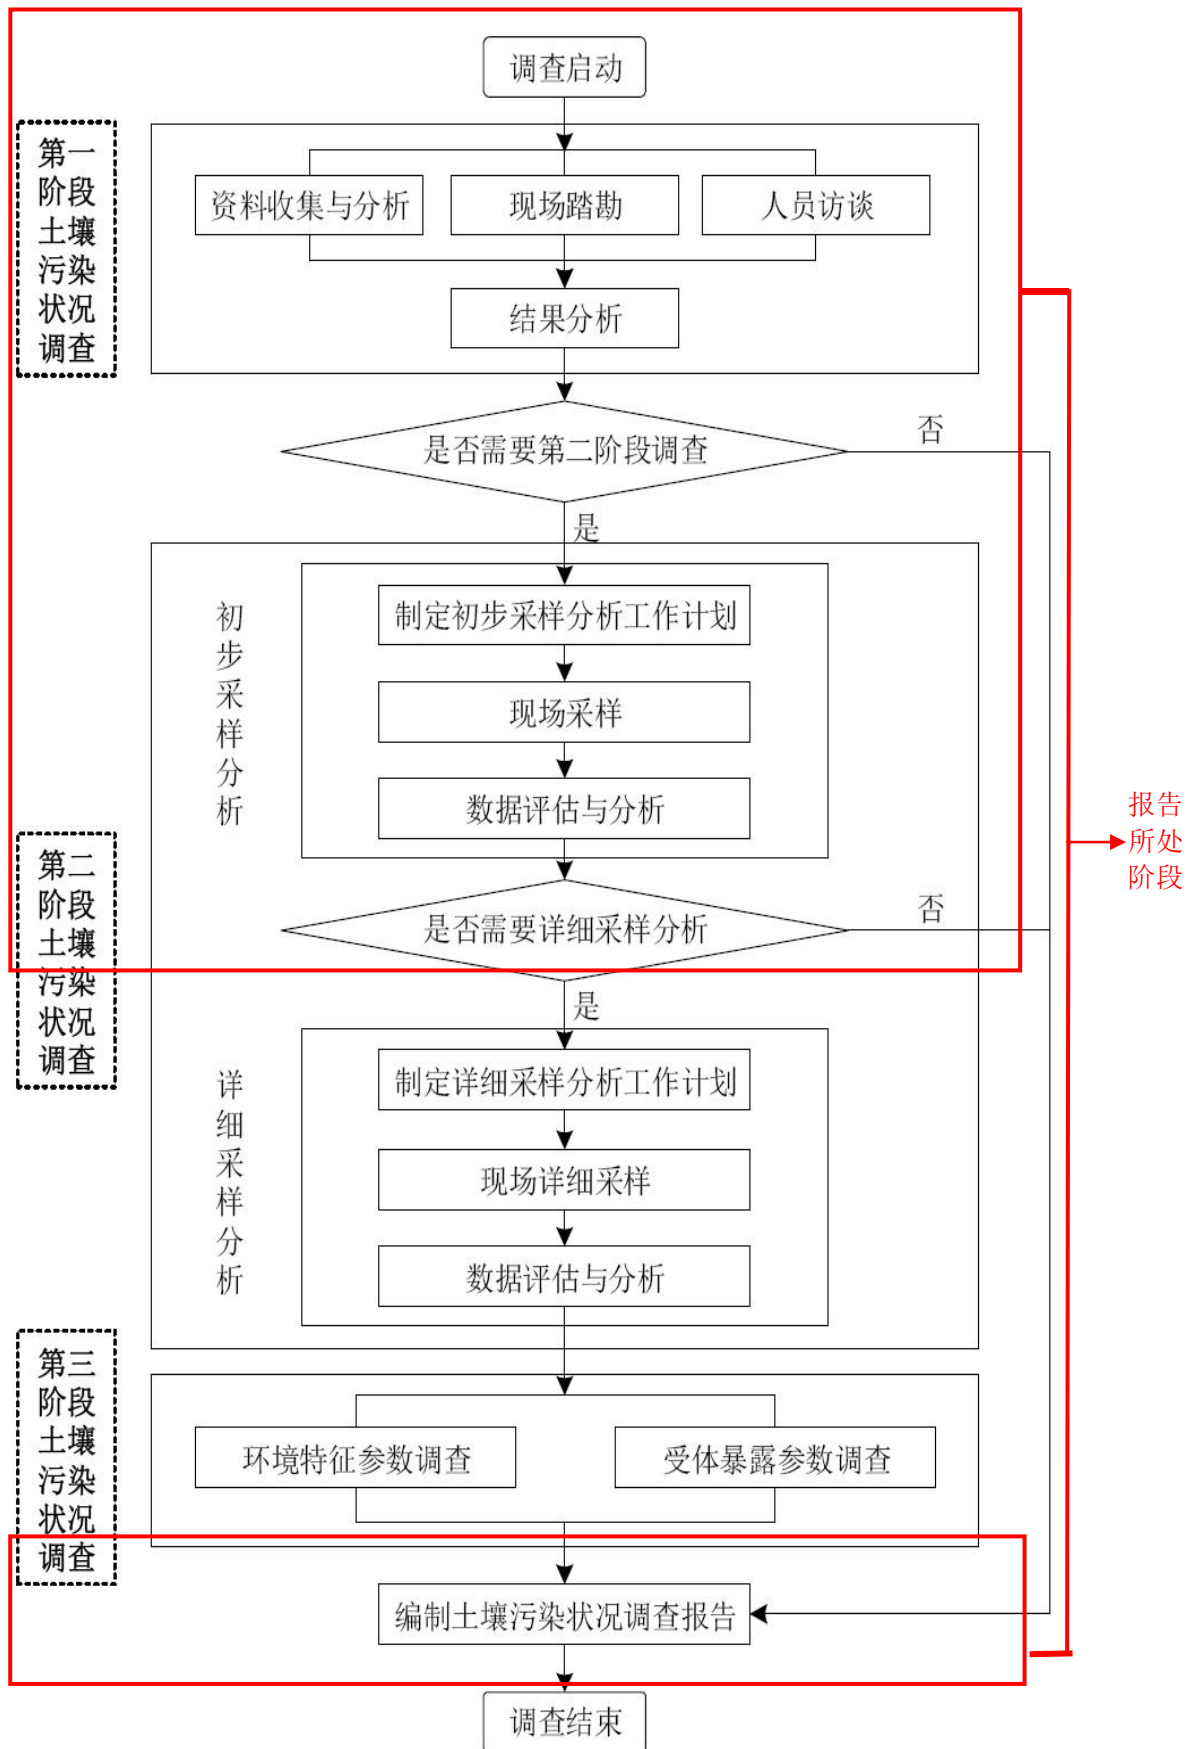 调查启动
第一
阶段
土壤
污染
状况
调查
资料收集与分析
现场踏勘
人员访谈
结果分析
是否需要第二阶段调查
否
是
初
步
采
样
分
析
制定初步采样分析工作计划
现场采样
数据评估与分析
报告
所处
阶段
第二
阶段
土壤
污染
状况
调查
是否需要详细采样分析
否
是
详
细
采
样
分
析
制定详细采样分析工作计划
现场详细采样
数据评估与分析
第三
阶段
土壤
污染
状况
调查
环境特征参数调查
受体暴露参数调查
编制土壤污染状况调查报告
调查结束